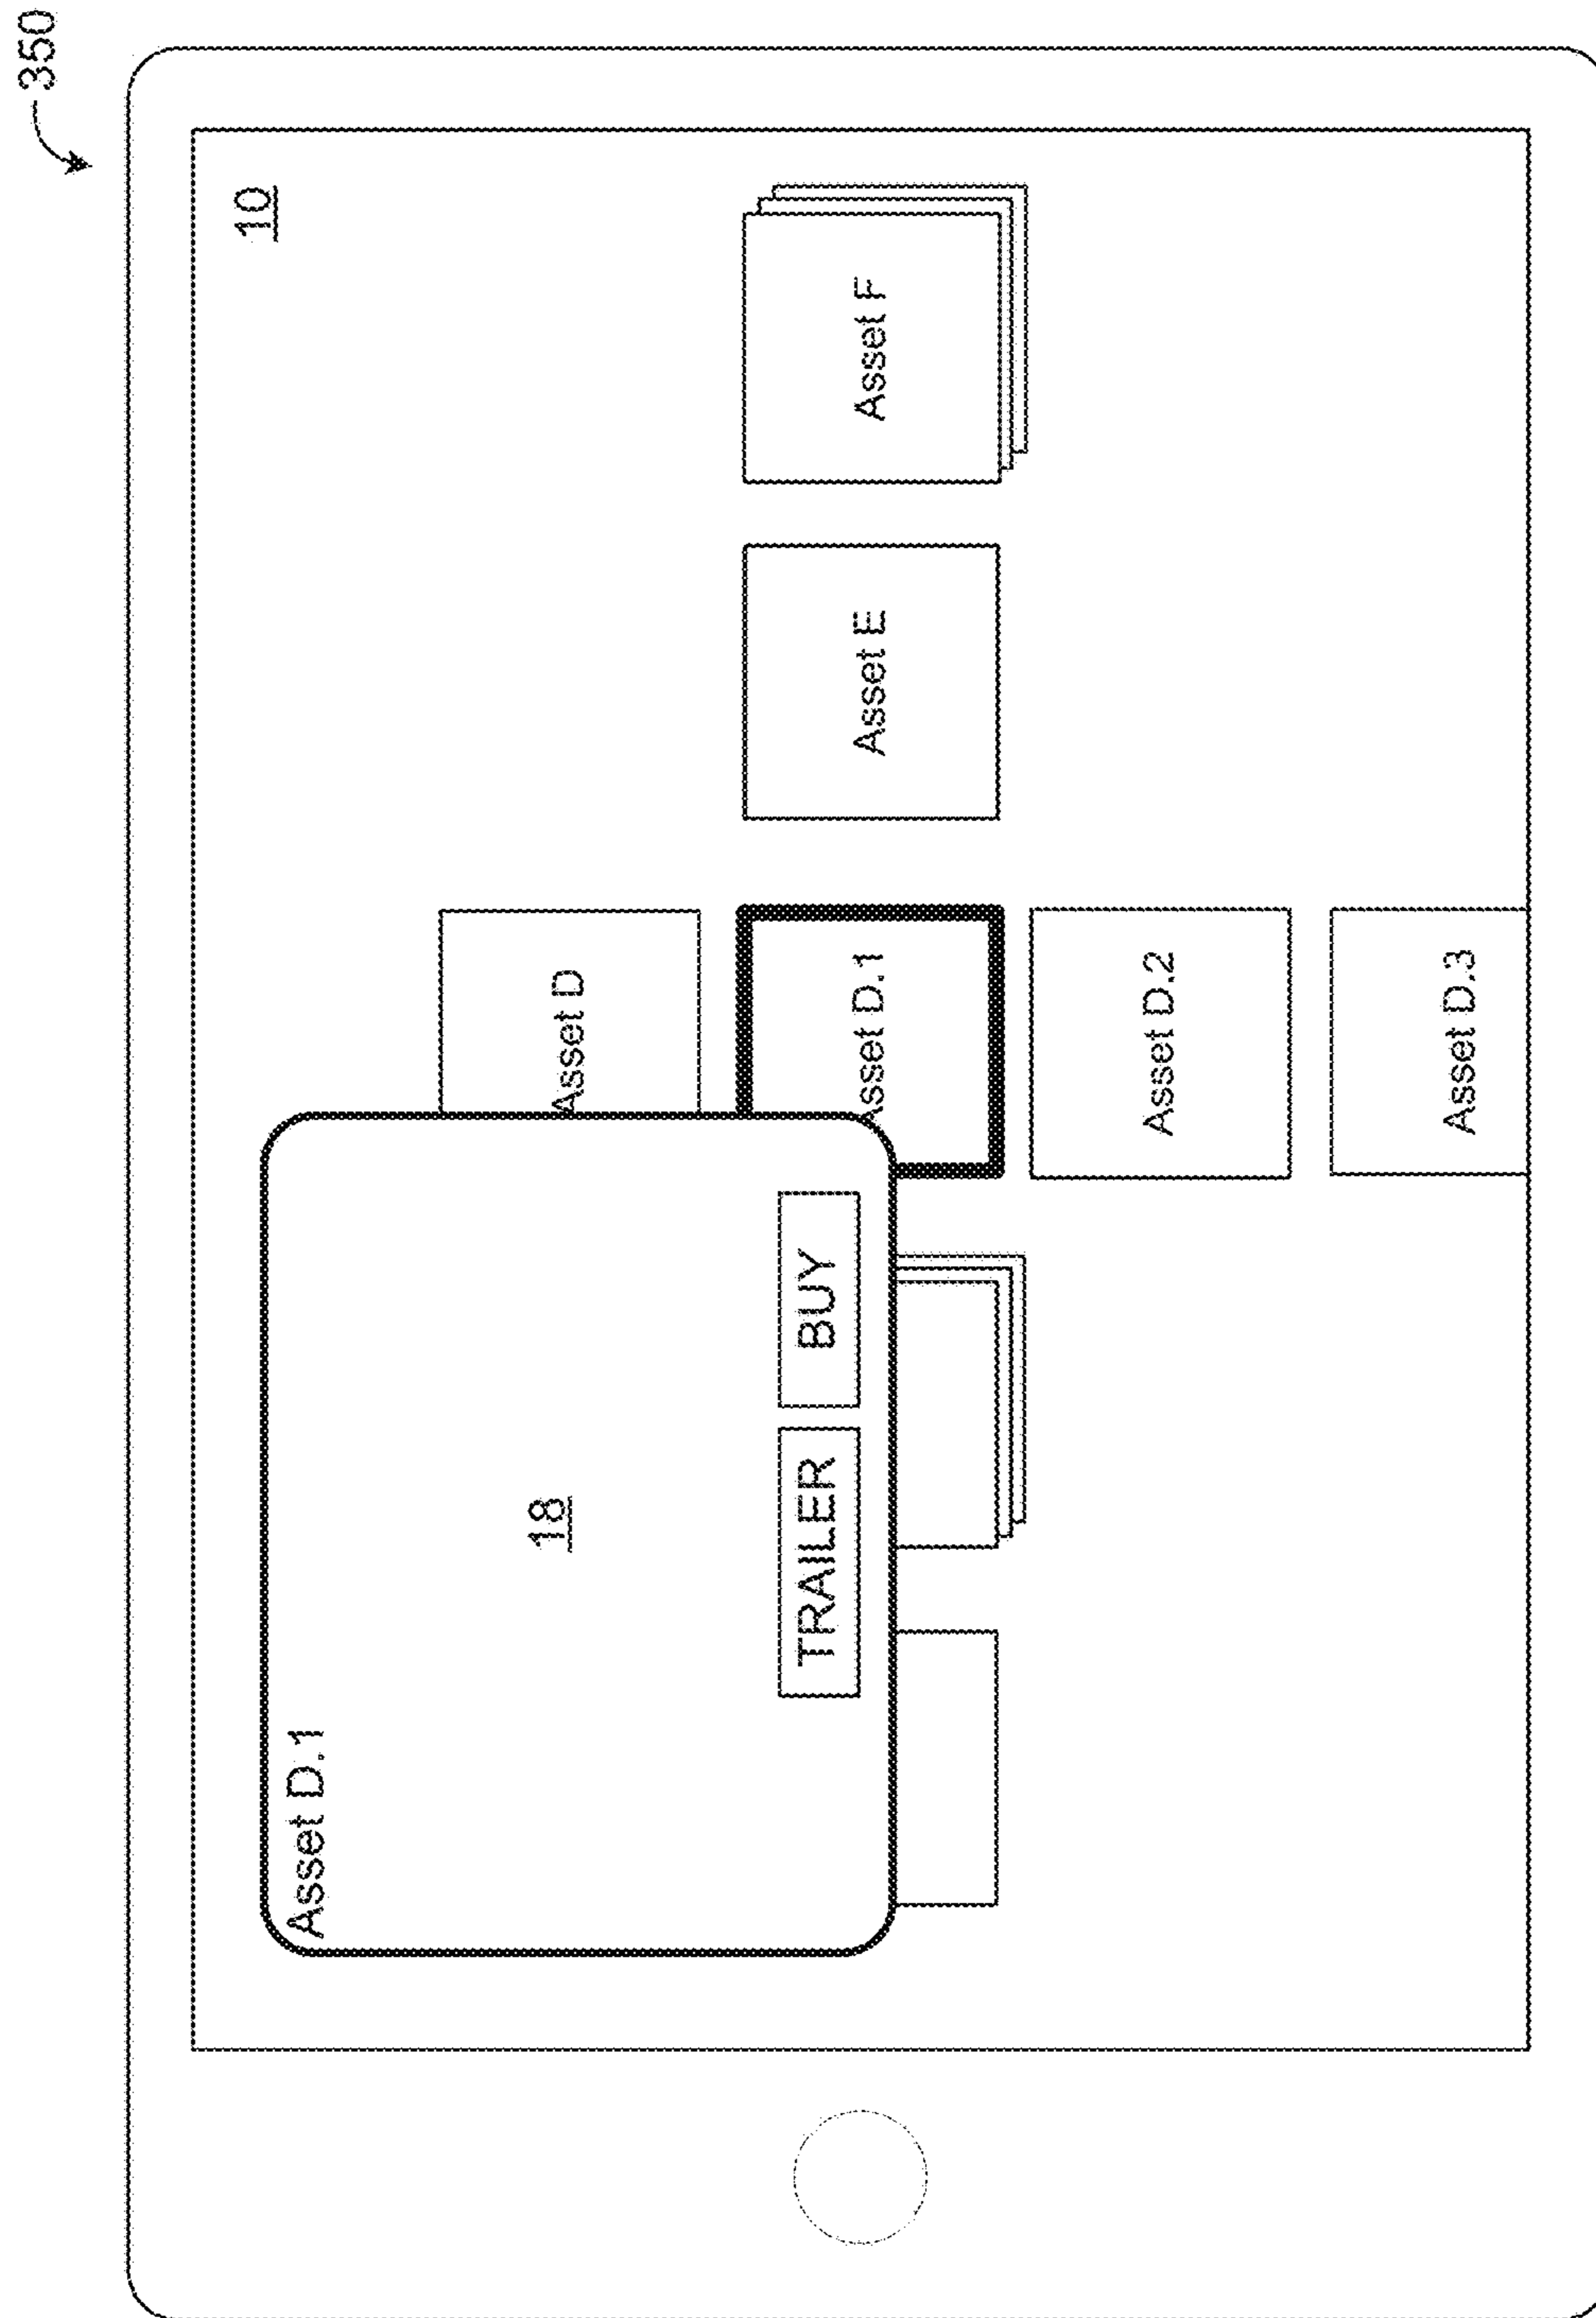 350
10
Asset D.1
18
TRAILER
BUY
Asset D
Asset D.1
Asset E
Asset F
Asset D.2
Asset D.3